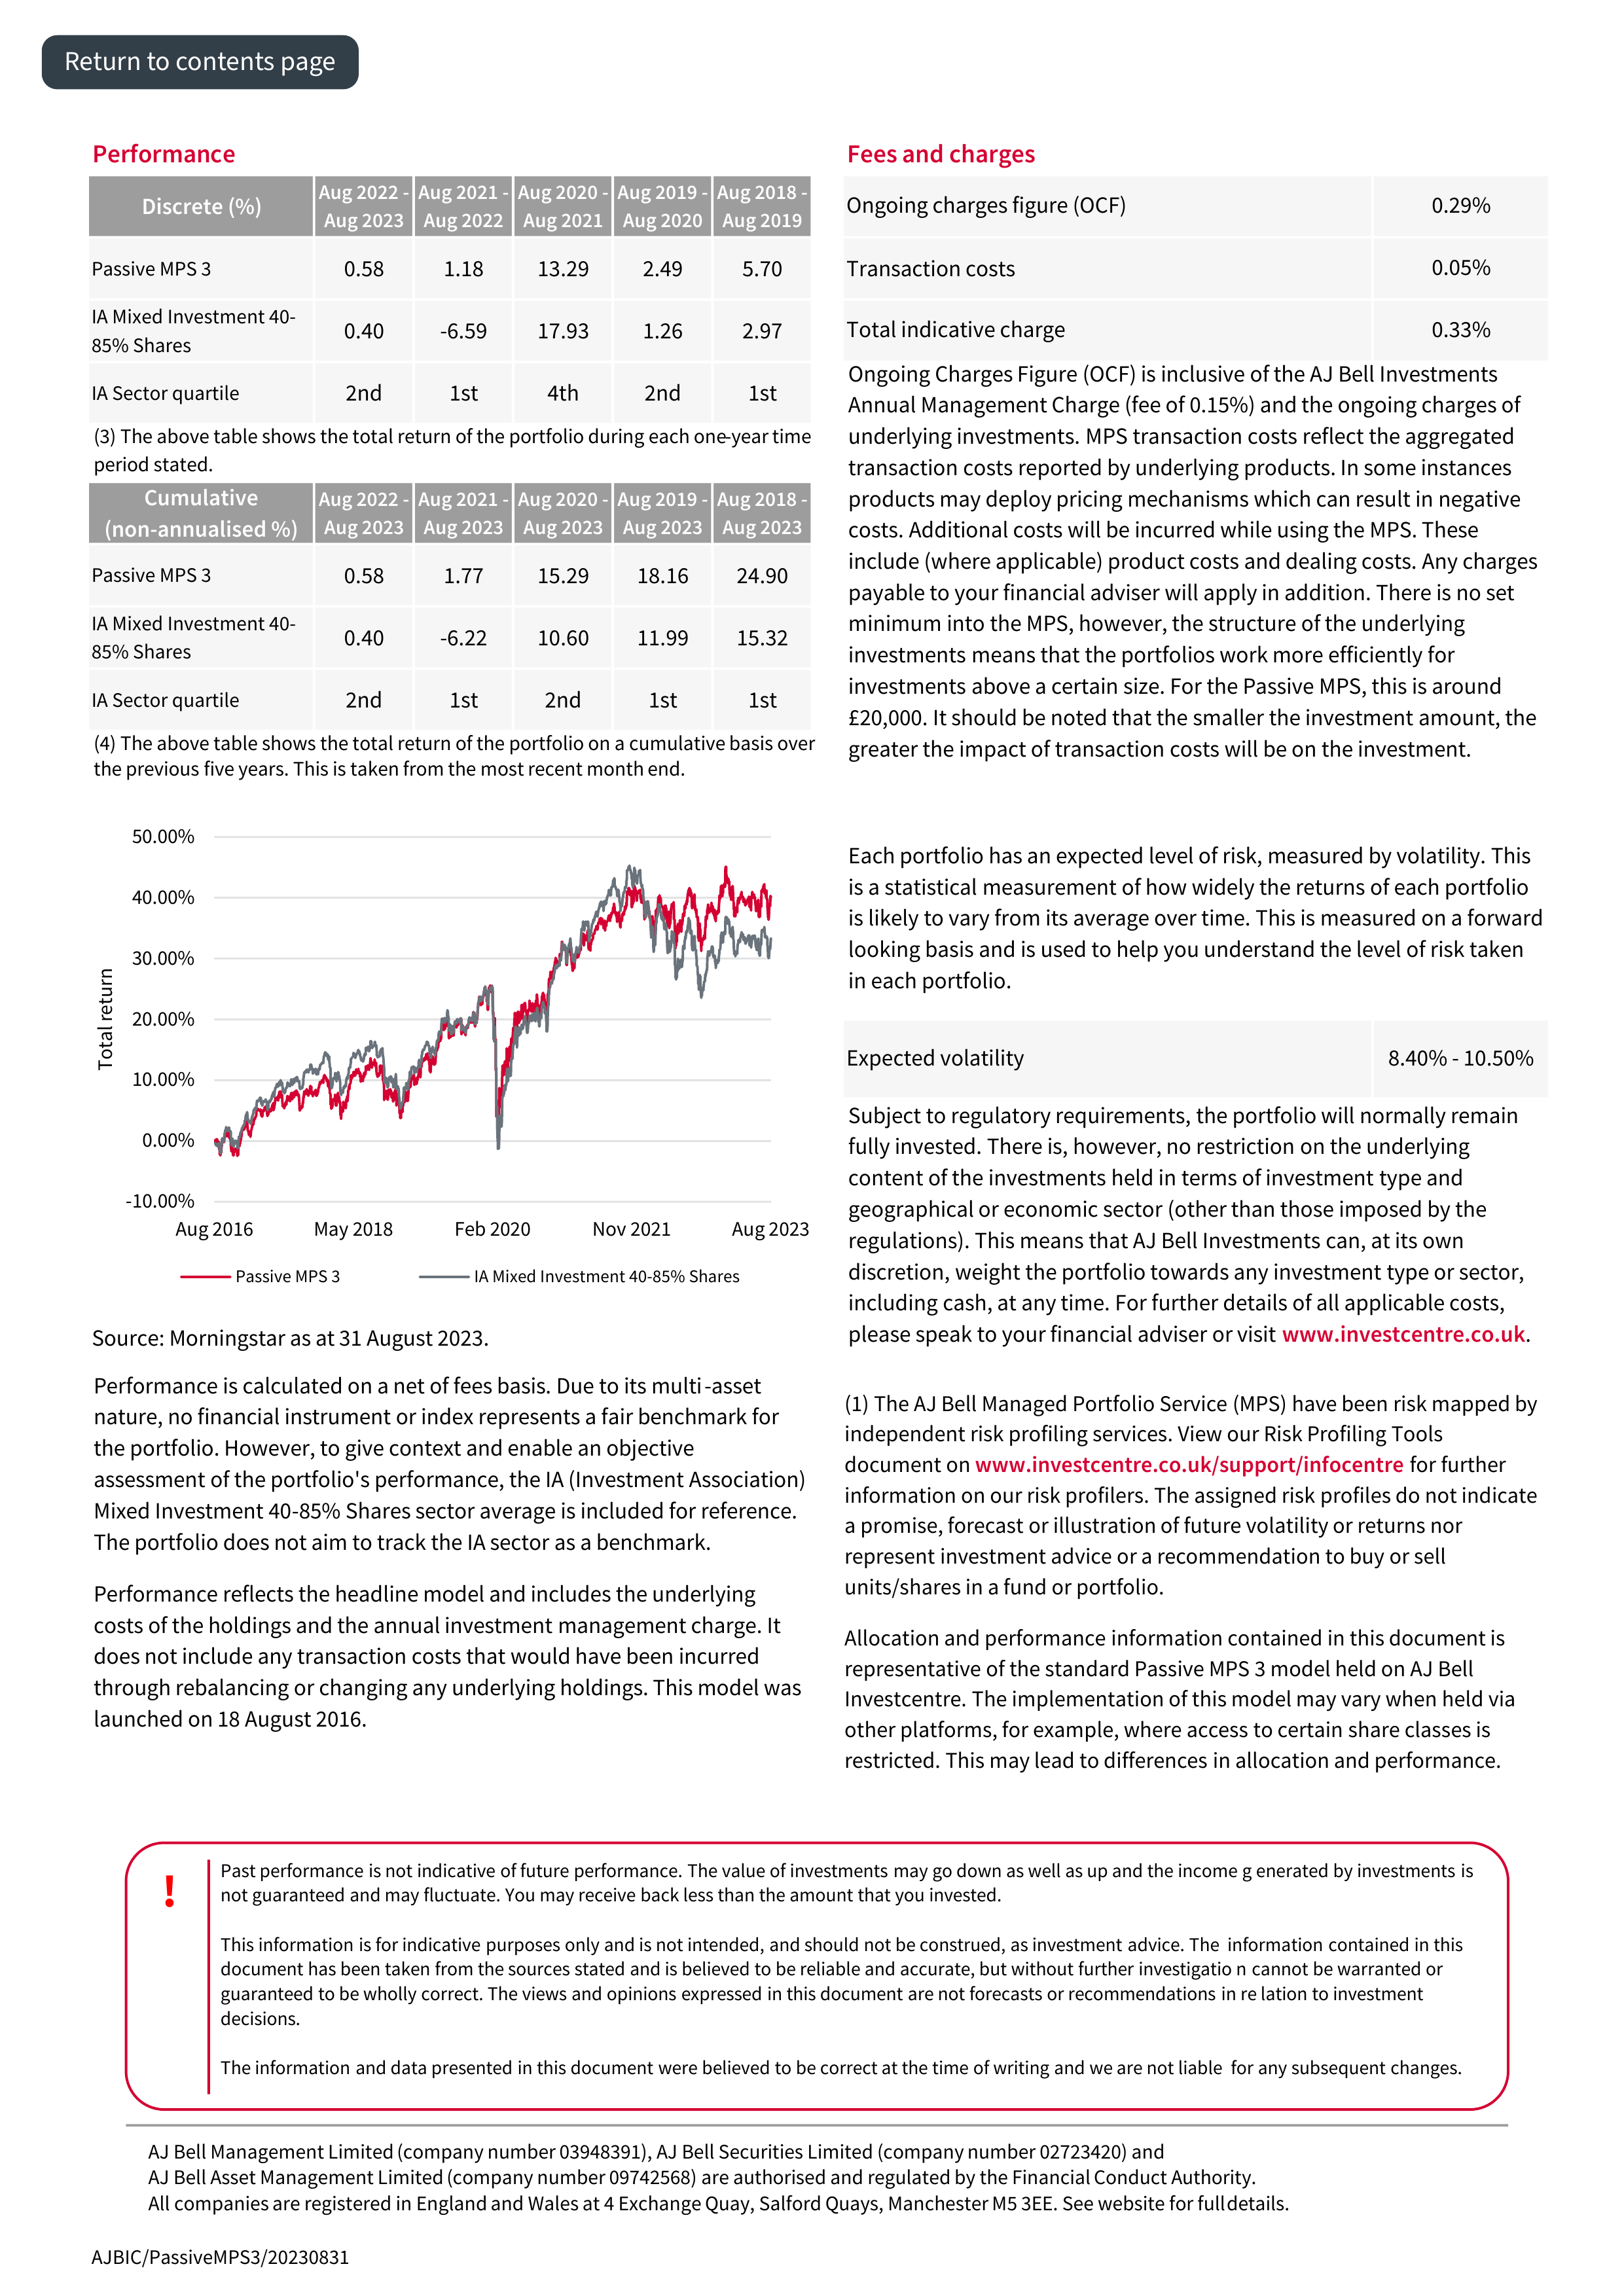 Return to contents page
Performance
Discrete (%) Aug 2022 - Aug 2023 Aug 2021 - Aug 2022 Aug 2020 - Aug 2021 Aug 2019 - Aug 2020 Aug 2018 - Aug 2019
Passive MPS 3 0.58 1.18 13.29 2.49 5.70
IA Mixed Investment 40-
85% Shares 0.40 -6.59 17.93 1.26 2.97
IA Sector quartile 2nd 1st 4th 2nd 1st
(3) The above table shows the total return of the portfolio during each one-year time
period stated.
Cumulative
(non-annualised %) Aug 2022 - Aug 2023 Aug 2021 - Aug 2023 Aug 2020 - Aug 2023 Aug 2019 - Aug 2023 Aug 2018 - Aug 2023
Passive MPS 3 0.58 1.77 15.29 18.16 24.90
IA Mixed Investment 40-
85% Shares 0.40 -6.22 10.60 11.99 15.32
IA Sector quartile 2nd 1st 2nd 1st 1st
(4) The above table shows the total return of the portfolio on a cumulative basis over
the previous five years. This is taken from the most recent month end.
Total return
50.00%
40.00%
30.00%
20.00%
10.00%
0.00%
-10.00%
Aug 2016 May 2018 Feb 2020 Nov 2021 Aug 2023
Passive MPS 3 IA Mixed Investment 40-85% Shares
Source: Morningstar as at 31 August 2023.
Performance is calculated on a net of fees basis. Due to its multi-asset
nature, no financial instrument or index represents a fair benchmark for
the portfolio. However, to give context and enable an objective
assessment of the portfolio's performance, the IA (Investment Association)
Mixed Investment 40-85% Shares sector average is included for reference.
The portfolio does not aim to track the IA sector as a benchmark.
Performance reflects the headline model and includes the underlying
costs of the holdings and the annual investment management charge. It
does not include any transaction costs that would have been incurred
through rebalancing or changing any underlying holdings. This model was
launched on 18 August 2016.
Fees and charges
Ongoing charges figure (OCF) 0.29%
Transaction costs 0.05%
Total indicative charge 0.33%
Ongoing Charges Figure (OCF) is inclusive of the AJ Bell Investments
Annual Management Charge (fee of 0.15%) and the ongoing charges of
underlying investments. MPS transaction costs reflect the aggregated
transaction costs reported by underlying products. In some instances
products may deploy pricing mechanisms which can result in negative
costs. Additional costs will be incurred while using the MPS. These
include (where applicable) product costs and dealing costs. Any charges
payable to your financial adviser will apply in addition. There is no set
minimum into the MPS, however, the structure of the underlying
investments means that the portfolios work more efficiently for
investments above a certain size. For the Passive MPS, this is around
£20,000. It should be noted that the smaller the investment amount, the
greater the impact of transaction costs will be on the investment.
Each portfolio has an expected level of risk, measured by volatility. This
is a statistical measurement of how widely the returns of each portfolio
is likely to vary from its average over time. This is measured on a forward
looking basis and is used to help you understand the level of risk taken
in each portfolio.
Expected volatility 8.40% - 10.50%
Subject to regulatory requirements, the portfolio will normally remain
fully invested. There is, however, no restriction on the underlying
content of the investments held in terms of investment type and
geographical or economic sector (other than those imposed by the
regulations). This means that AJ Bell Investments can, at its own
discretion, weight the portfolio towards any investment type or sector,
including cash, at any time. For further details of all applicable costs,
please speak to your financial adviser or visit www.investcentre.co.uk.
(1) The AJ Bell Managed Portfolio Service (MPS) have been risk mapped by
independent risk profiling services. View our Risk Profiling Tools
document on www.investcentre.co.uk/support/infocentre for further
information on our risk profilers. The assigned risk profiles do not indicate
a promise, forecast or illustration of future volatility or returns nor
represent investment advice or a recommendation to buy or sell
units/shares in a fund or portfolio.
Allocation and performance information contained in this document is
representative of the standard Passive MPS 3 model held on AJ Bell
Investcentre. The implementation of this model may vary when held via
other platforms, for example, where access to certain share classes is
restricted. This may lead to differences in allocation and performance.
!
Past performance is not indicative of future performance. The value of investments may go down as well as up and the income g enerated by investments is
not guaranteed and may fluctuate. You may receive back less than the amount that you invested.
This information is for indicative purposes only and is not intended, and should not be construed, as investment advice. The information contained in this
document has been taken from the sources stated and is believed to be reliable and accurate, but without further investigatio n cannot be warranted or
guaranteed to be wholly correct. The views and opinions expressed in this document are not forecasts or recommendations in re lation to investment
decisions.
The information and data presented in this document were believed to be correct at the time of writing and we are not liable for any subsequent changes.
AJ Bell Management Limited (company number 03948391), AJ Bell Securities Limited (company number 02723420) and
AJ Bell Asset Management Limited (company number 09742568) are authorised and regulated by the Financial Conduct Authority.
All companies are registered in England and Wales at 4 Exchange Quay, Salford Quays, Manchester M5 3EE. See website for full details.
AJBIC/PassiveMPS3/20230831